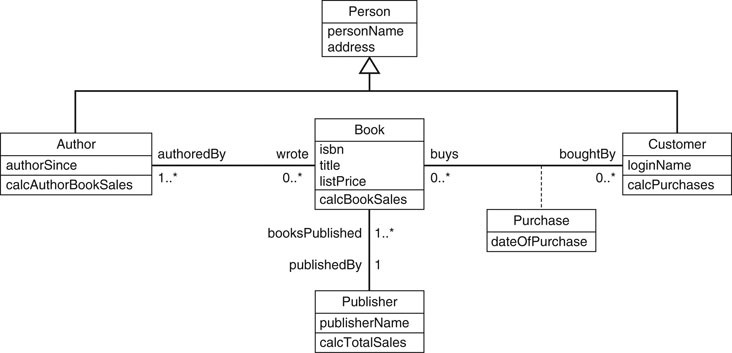 Person
personName
address
Author
authorSince
calcAuthorBookSales
authoredBy
1..*
wrote
0..*
Book
isbn
title
listPrice
calcBookSales
buys
0..*
boughtBy
0..*
Customer
loginName
calcPurchases
Purchase
dateOfPurchase
booksPublished
1..*
publishedBy
1
Publisher
publisherName
calcTotalSales